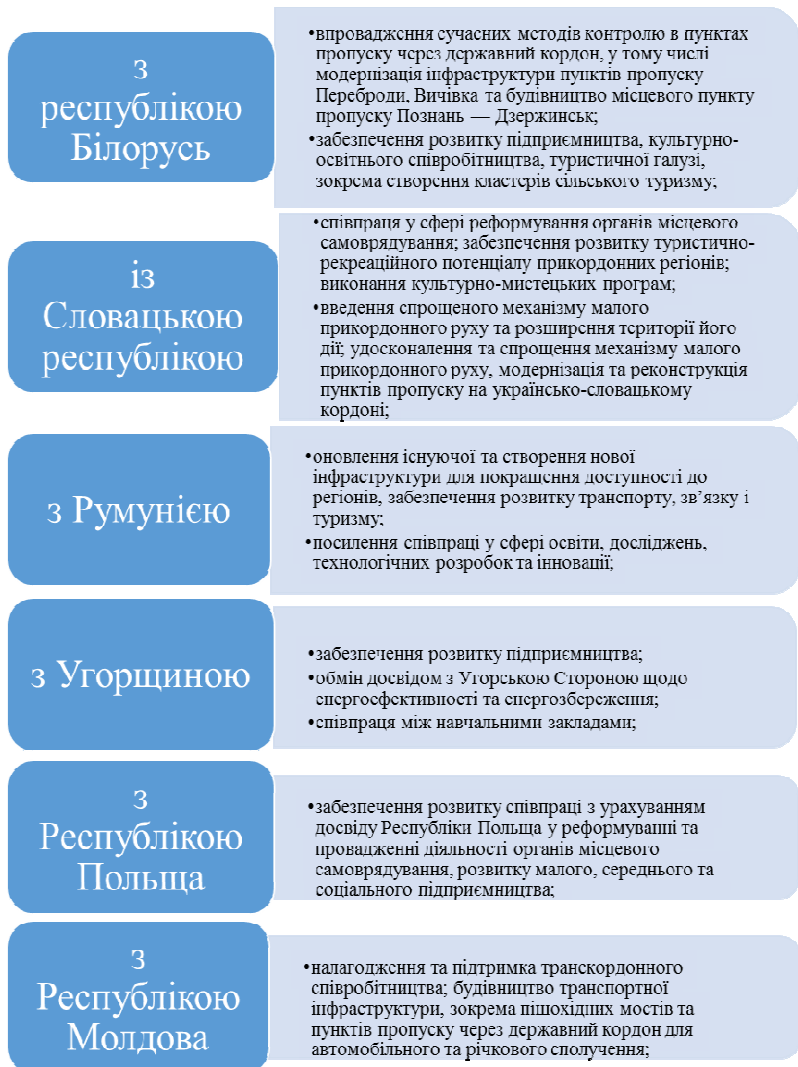 з
республікою
Білорусь
•впровадження сучасних методів контролю в пунктах
пропуску через державний кордон, у тому числі
модернізація інфраструктури пунктів пропуску
Переброди, Вичівка та будівництво місцевого пункту
пропуску Познань — Дзержинськ;
•забезпечення розвитку підприємництва, культурно-
освітнього співробітництва, туристичної галузі,
зокрема створення кластерів сільського туризму;
із
Словацькою
республікою
•співпраця у сфері реформування органів місцевого
самоврядування; забезпечення розвитку туристично-
рекреаційного потенціалу прикордонних регіонів;
виконання культурно-мистецьких програм;
•введення спрощеного механізму малого
прикордонного руху та розширення території його
дії; удосконалення та спрощення механізму малого
прикордонного руху, модернізація та реконструкція
пунктів пропуску на українсько-словацькому
кордоні;
з Румунією
•оновлення існуючої та створення нової
інфраструктури для покращення доступності до
регіонів, забезпечення розвитку транспорту, зв’язку і
туризму;
•посилення співпраці у сфері освіти, досліджень,
технологічних розробок та інновації;
з Угорщиною
•забезпечення розвитку підприємництва;
•обмін досвідом з Угорською Стороною щодо
енергоефективності та енергозбереження;
•співпраця між навчальними закладами;
з
Республікою
Польща
•забезпечення розвитку співпраці з урахуванням
досвіду Республіки Польща у реформуванні та
провадженні діяльності органів місцевого
самоврядування, розвитку малого, середнього та
соціального підприємництва;
з
Республікою
Молдова
•налагодження та підтримка транскордонного
співробітництва; будівництво транспортної
інфраструктури, зокрема пішохідних мостів та
пунктів пропуску через державний кордон для
автомобільного та річкового сполучення;